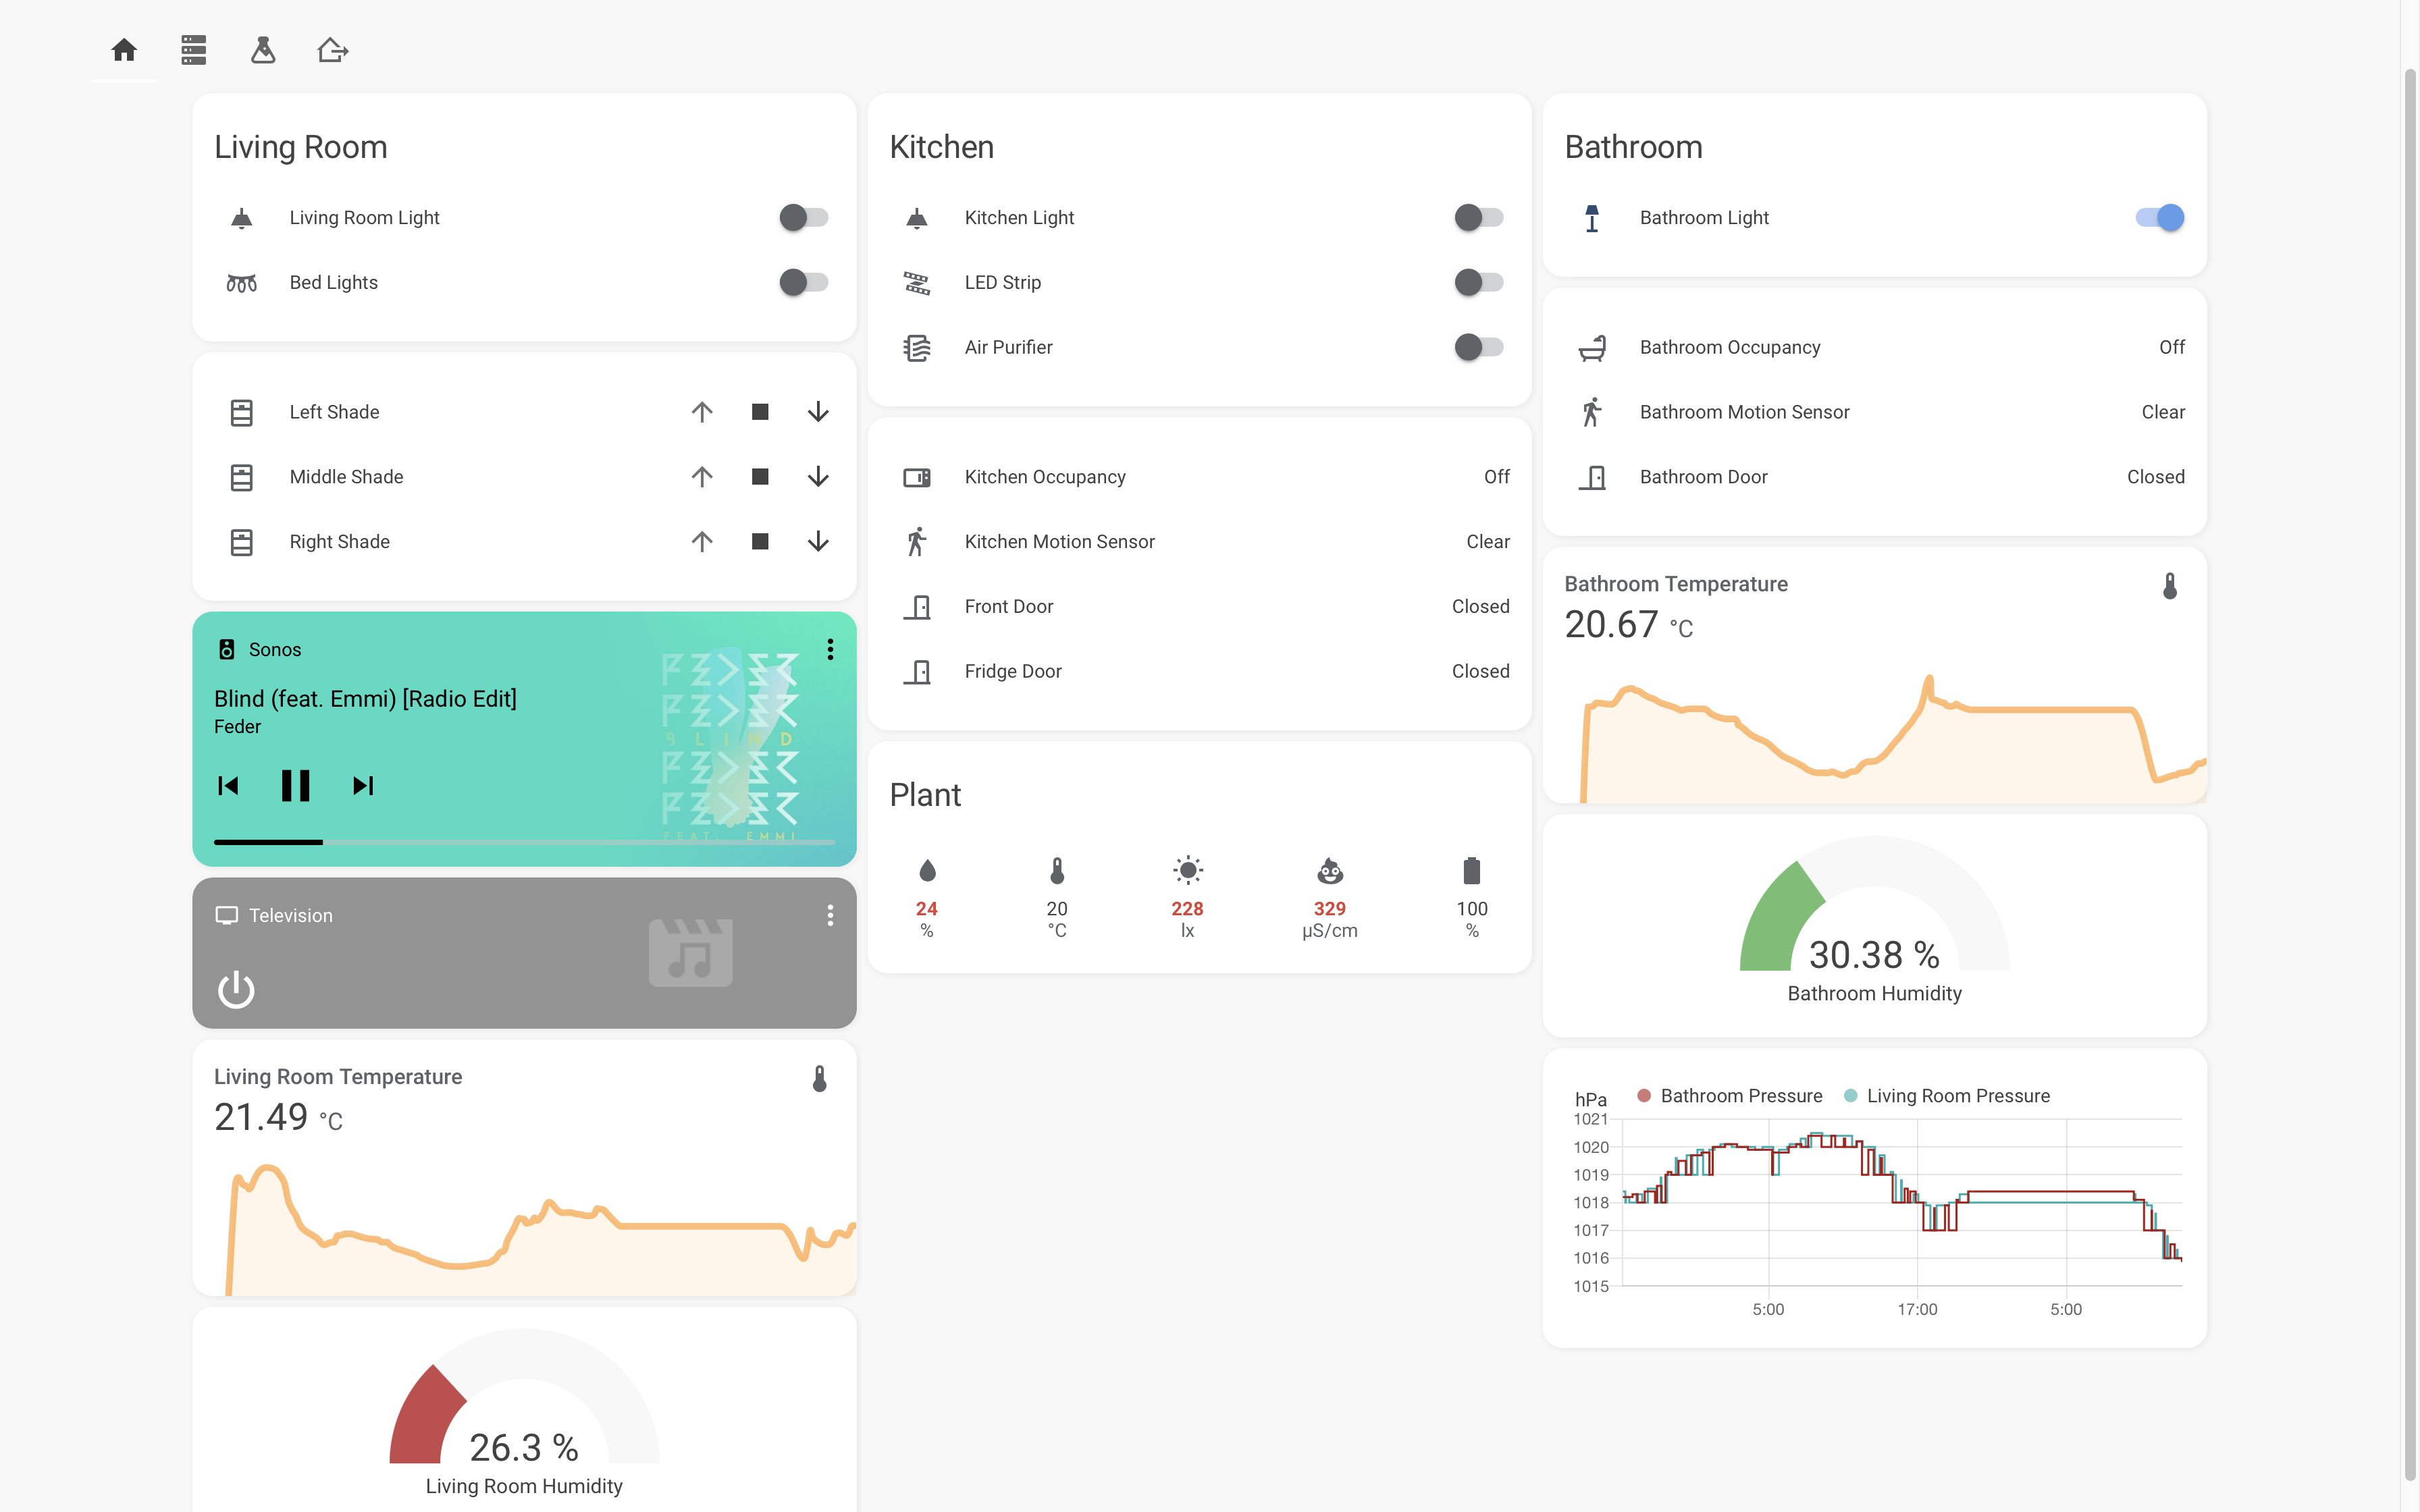 Living Room
Living Room Light
Bed Lights
Left Shade
Middle Shade
Right Shade
Sonos
Blind (feat. Emmi) [Radio Edit]
Feder
BLIND
FEAT. EMMI
Television
Living Room Temperature
21.49 °C
26.3 %
Living Room Humidity
Kitchen
Kitchen Light
LED Strip
Air Purifier
Kitchen Occupancy Off
Kitchen Motion Sensor Clear
Front Door Closed
Fridge Door Closed
Plant
24 20 228 329 100
% °C lx µS/cm %
Bathroom
Bathroom Light
Bathroom Occupancy Off
Bathroom Motion Sensor Clear
Bathroom Door Closed
Bathroom Temperature
20.67 °C
30.38 %
Bathroom Humidity
hPa Bathroom Pressure Living Room Pressure
1021
1020
1019
1018
1017
1016
1015
5:00 17:00 5:00